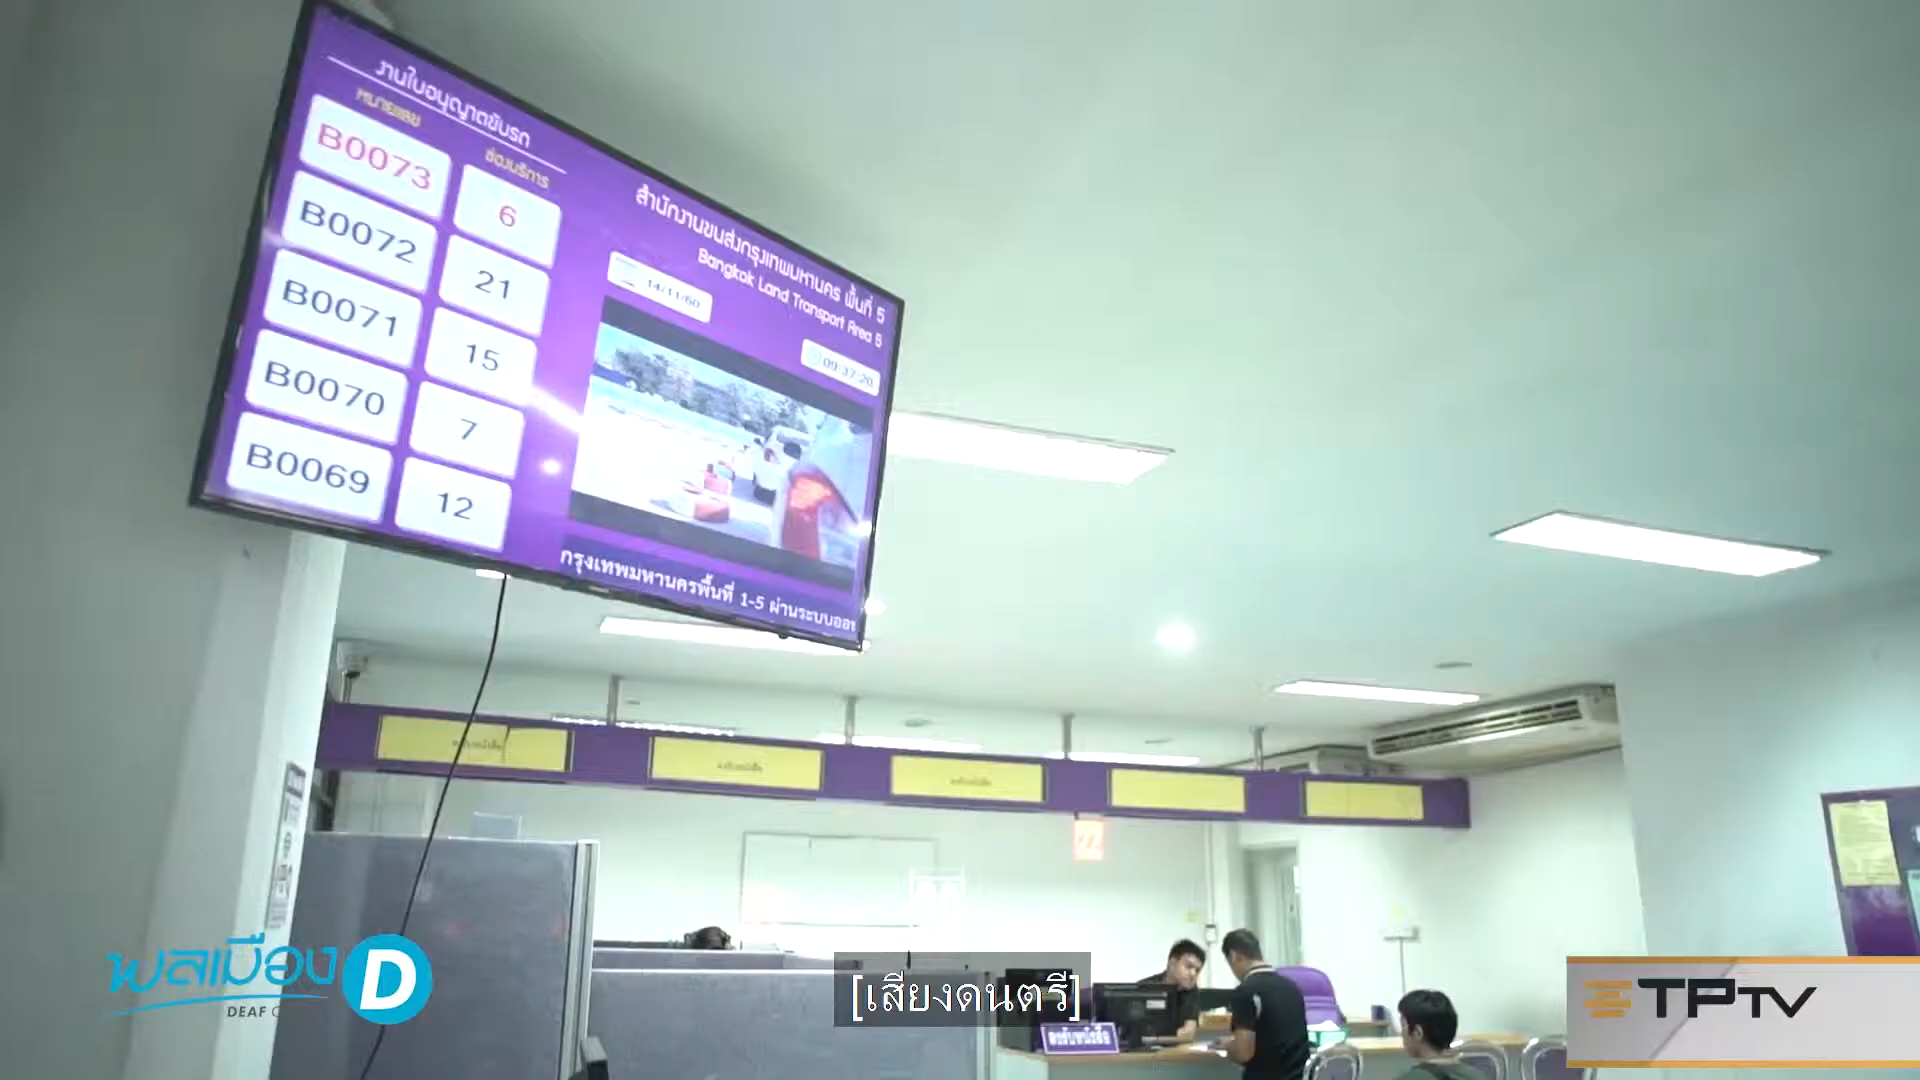 งานใบอนุญาตขับรถ
หมายเลข ช่องบริการ
B0073 6
B0072 21
B0071 15
B0070 7
B0069 12
สำนักงานขนส่งกรุงเทพมหานคร พื้นที่ 5
Bangkok Land Transport Area 5
14/11/60
09:37:20
กรุงเทพมหานครพื้นที่ 1-5 ผ่านระบบออน
22
พลเมือง D
DEAF
[เสียงดนตรี]
TPTV